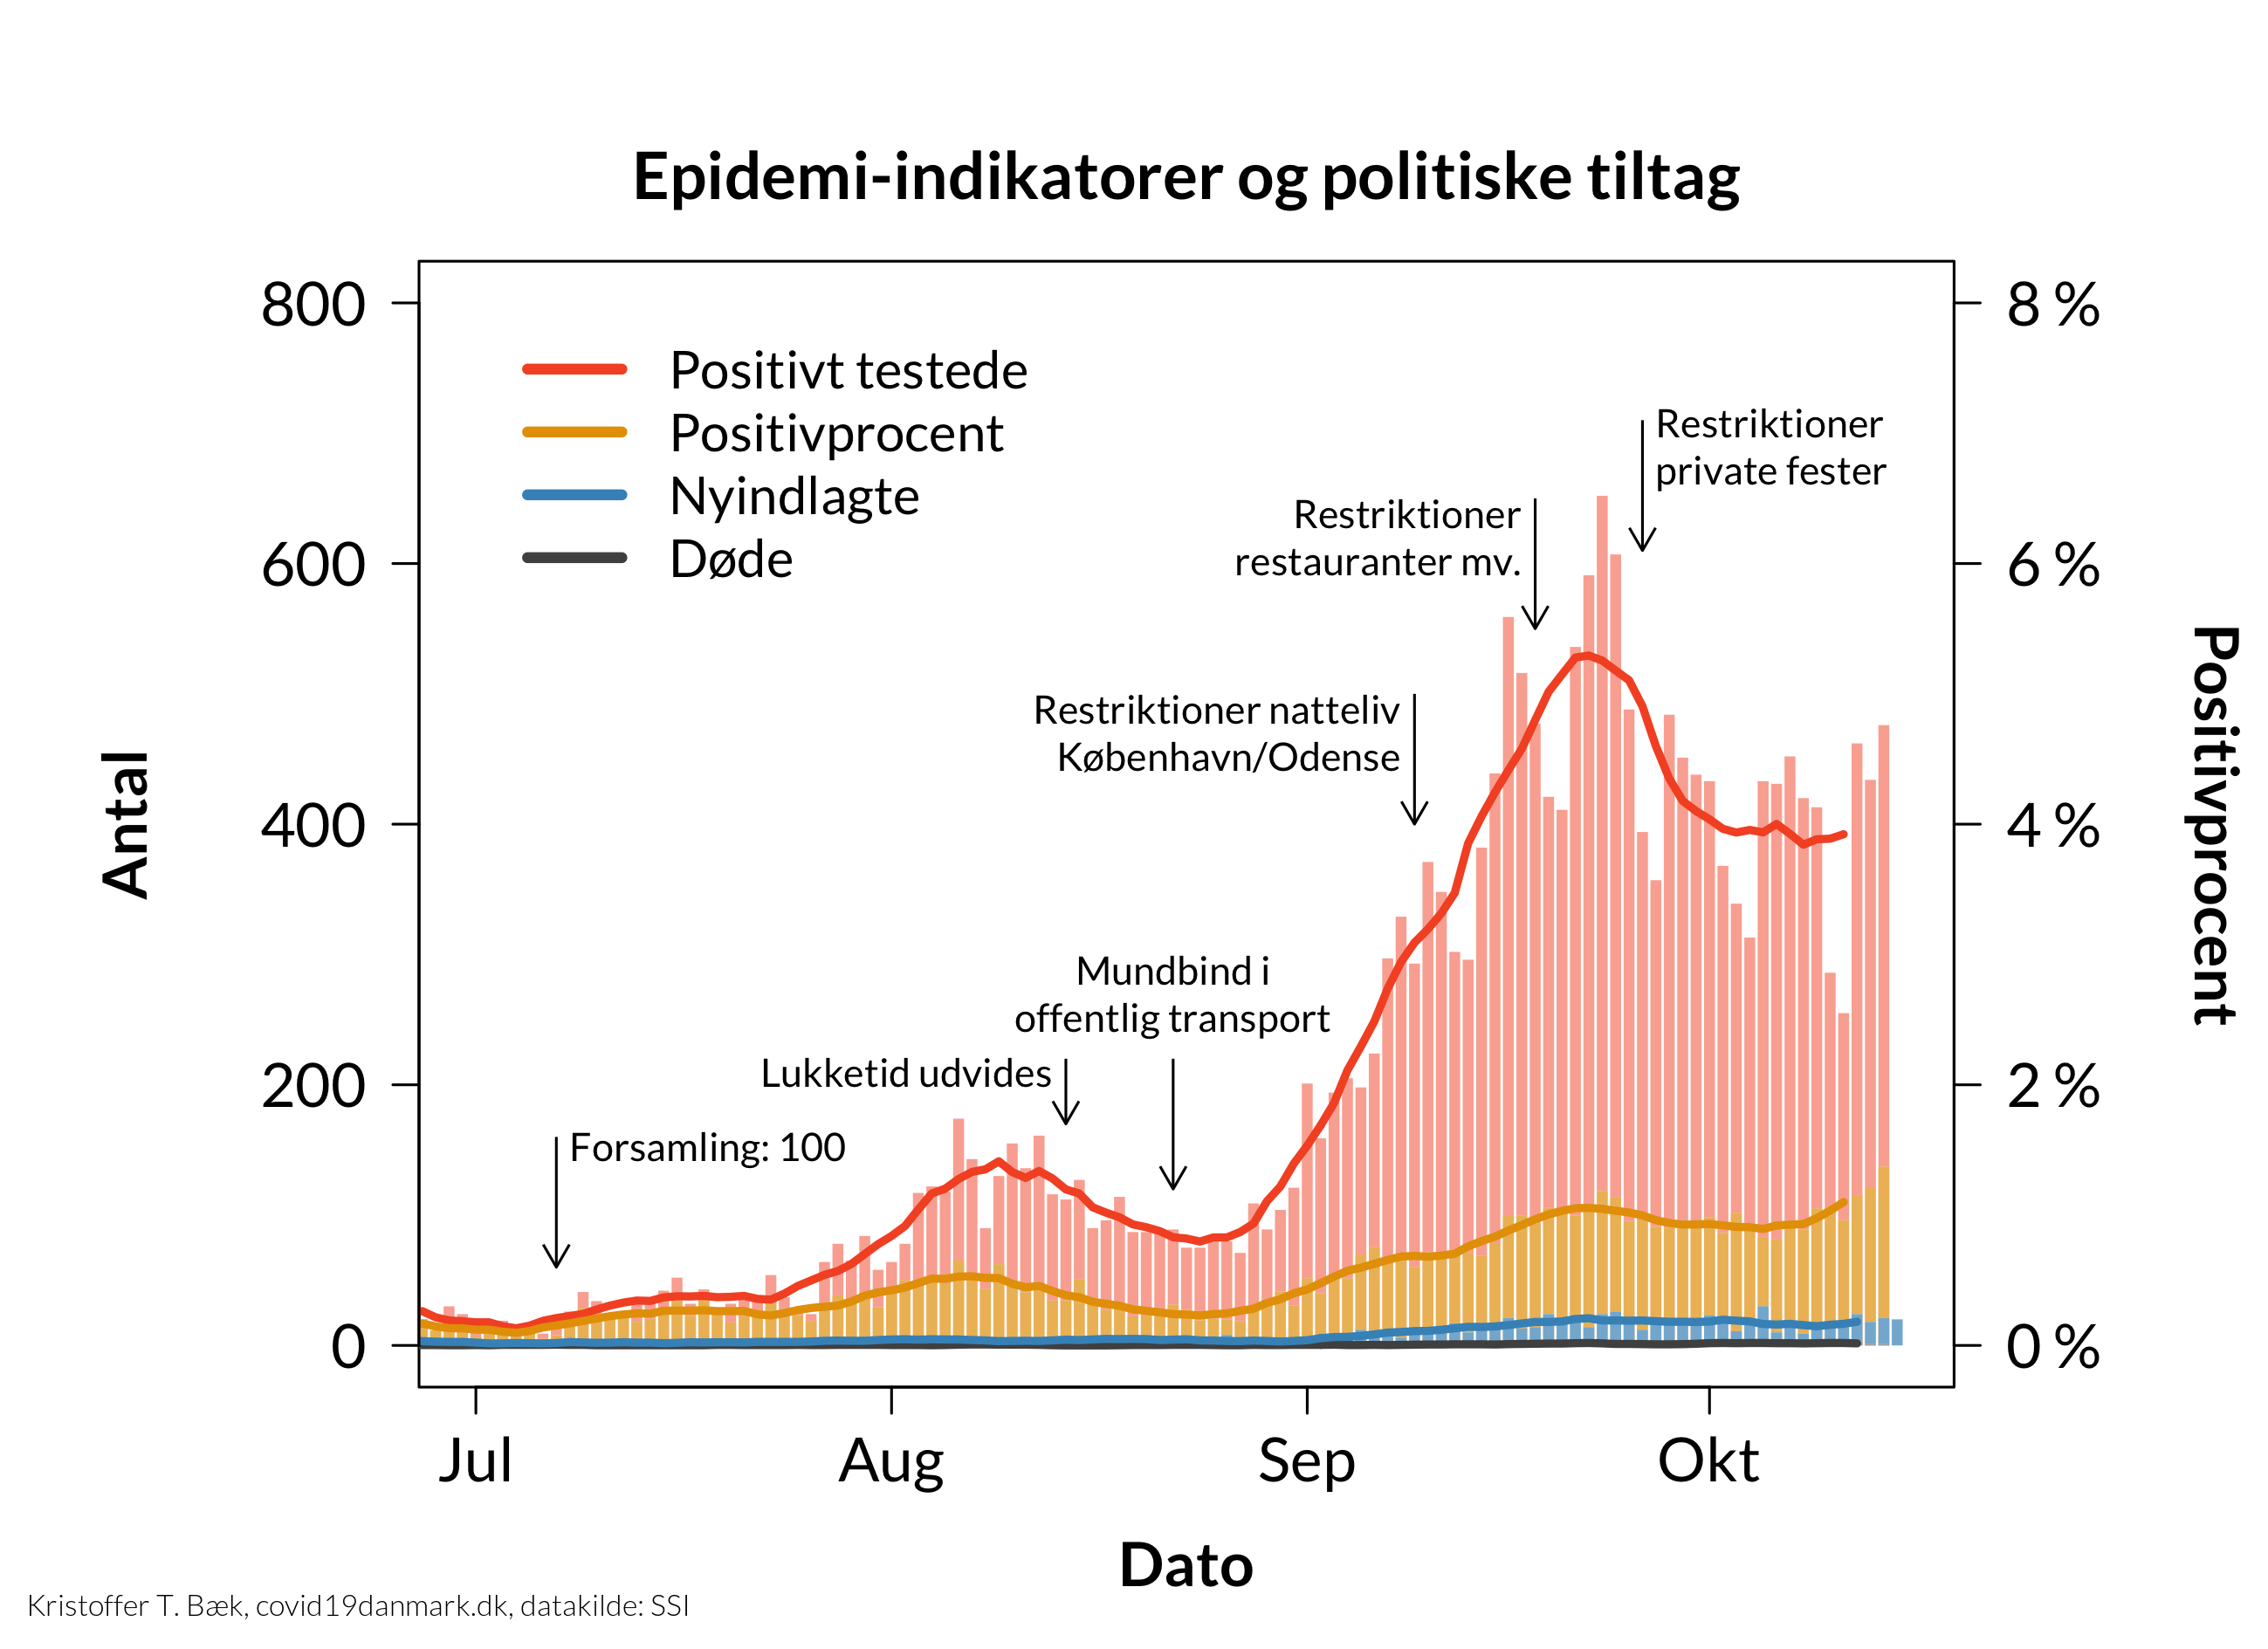 Epidemi-indikatorer og politiske tiltag
800
600
400
200
0
Antal
8 %
6 %
4 %
2 %
0 %
Positivprocent
Positivt testede
Positivprocent
Nyindlagte
Døde
Forsamling: 100
Lukketid udvides
Mundbind i
offentlig transport
Restriktioner natteliv
København/Odense
Restriktioner
restauranter mv.
Restriktioner
private fester
Jul
Aug
Sep
Okt
Dato
Kristoffer T. Bæk, covid19danmark.dk, datakilde: SSI